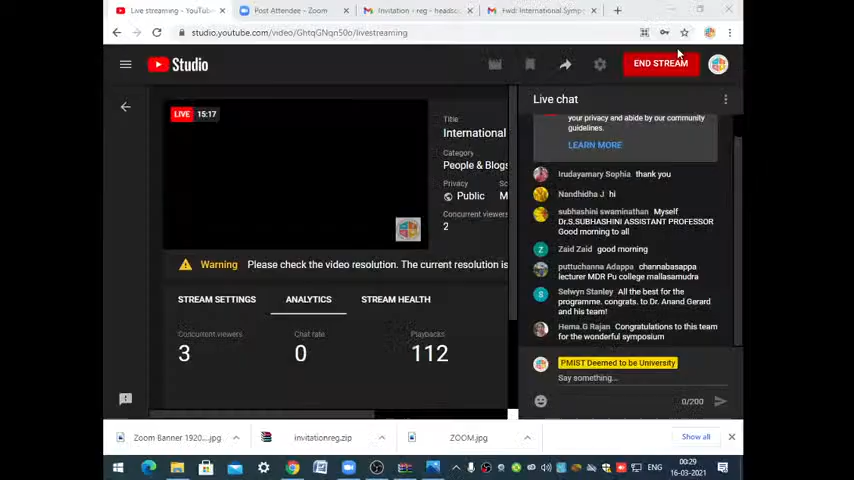 Live streaming - YouTube
Post Attendee - Zoom
Invitation - reg - headsc
Fwd: International Symp
studio.youtube.com/video/GhtqGNqn50o/livestreaming
Studio
END STREAM
LIVE 15:17
Title
International
Category
People & Blogs
Privacy
Public
Concurrent viewers
2
Warning Please check the video resolution. The current resolution is
STREAM SETTINGS
ANALYTICS
STREAM HEALTH
Concurrent viewers
3
Chat rate
0
Playbacks
112
Live chat
your privacy and abide by our community
guidelines.
LEARN MORE
Irudayamary Sophia thank you
Nandhidha J hi
subhashini swaminathan Myself
Dr.S.SUBHASHINI ASSISTANT PROFESSOR
Good morning to all
Zaid Zaid good morning
puttuchanna Adappa channabasappa
lecturer MDR Pu college mallasamudra
Selwyn Stanley All the best for the
programme. congrats. to Dr. Anand Gerard
and his team!
Hema.G Rajan Congratulations to this team
for the wonderful symposium
PMIST Deemed to be University
Say something...
0/200
Zoom Banner 1920....jpg
invitationreg.zip
ZOOM.jpg
Show all
ENG
00:29
16-03-2021